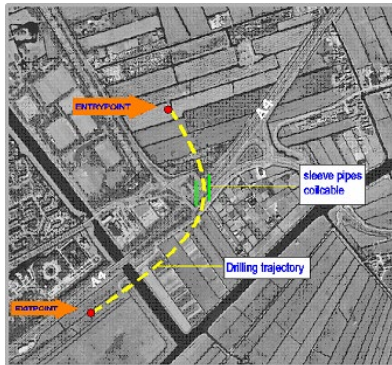 ENTRYPOINT
A4
sleeve pipes
coilcable
Drilling trajectory
A4
EXITPOINT